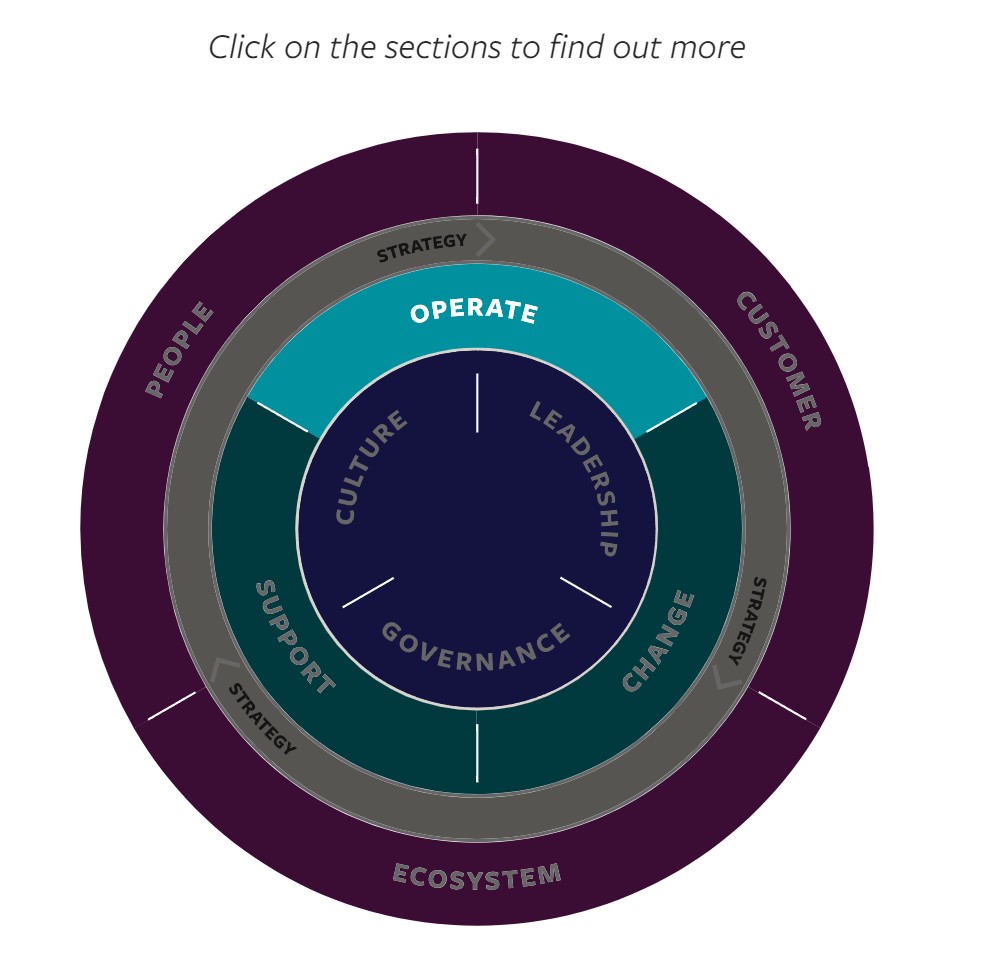 Click on the sections to find out more
STRATEGY
OPERATE
PEOPLE
CUSTOMER
CULTURE
LEADERSHIP
SUPPORT
GOVERNANCE
CHANGE
STRATEGY
STRATEGY
ECOSYSTEM